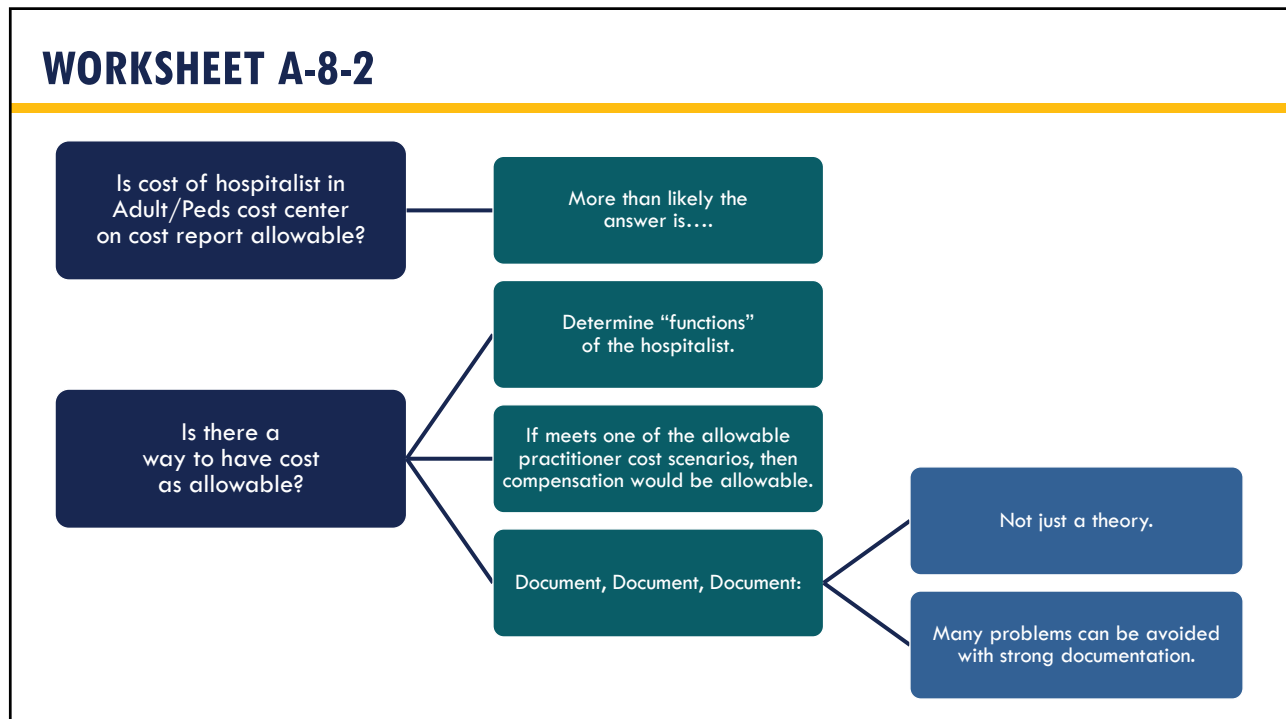 WORKSHEET A-8-2
Is cost of hospitalist in
Adult/Peds cost center
on cost report allowable?
More than likely the
answer is....
Is there a
way to have cost
as allowable?
Determine “functions”
of the hospitalist.
If meets one of the allowable
practitioner cost scenarios, then
compensation would be allowable.
Document, Document, Document:
Not just a theory.
Many problems can be avoided
with strong documentation.